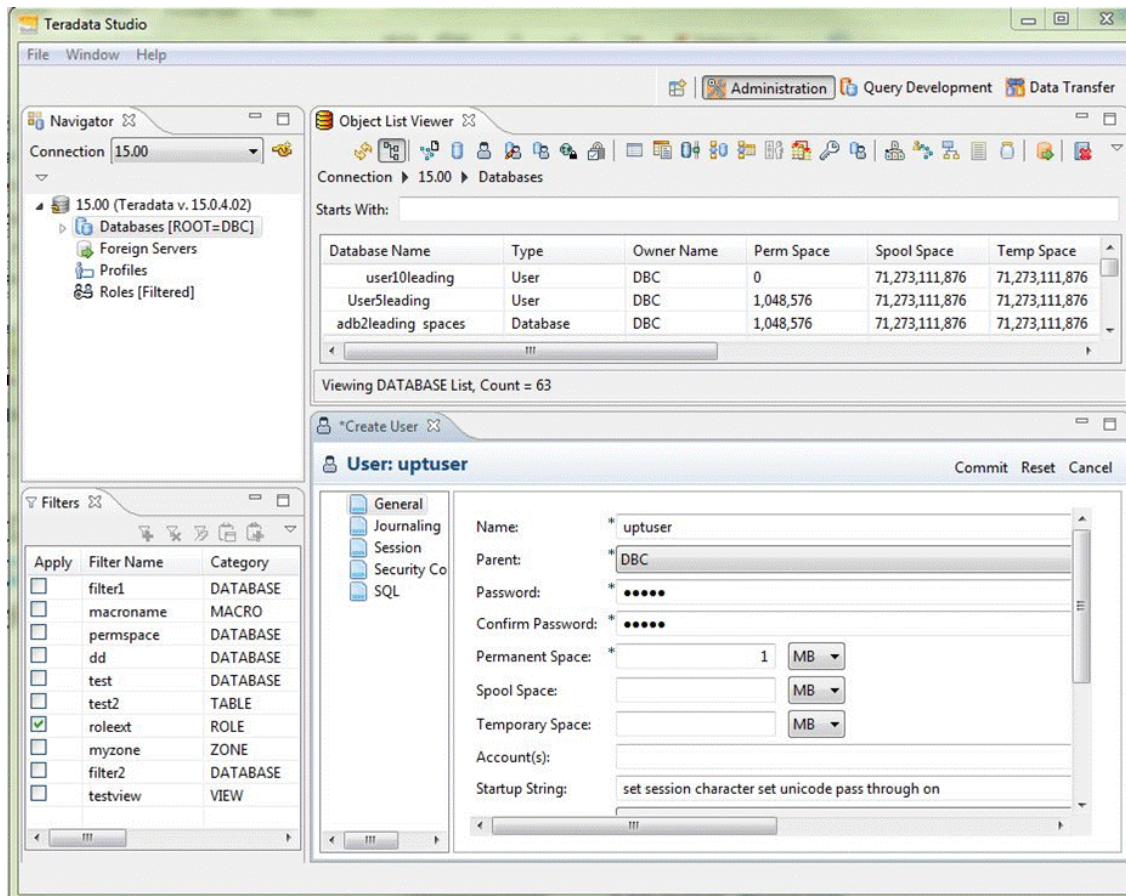 Teradata Studio
File Window Help
Administration Query Development Data Transfer
Navigator
Connection 15.00
15.00 (Teradata v. 15.0.4.02)
Databases [ROOT=DBC]
Foreign Servers
Profiles
Roles [Filtered]
Object List Viewer
Connection 15.00 Databases
Starts With:
Database Name Type Owner Name Perm Space Spool Space Temp Space
user10leading User DBC 0 71,273,111,876 71,273,111,876
User5leading User DBC 1,048,576 71,273,111,876 71,273,111,876
adb2leading spaces Database DBC 1,048,576 71,273,111,876 71,273,111,876
Viewing DATABASE List, Count = 63
Filters
Apply Filter Name Category
filter1 DATABASE
macroname MACRO
permspace DATABASE
dd DATABASE
test DATABASE
test2 TABLE
roleext ROLE
myzone ZONE
filter2 DATABASE
testview VIEW
*Create User
User: uptuser
Commit Reset Cancel
General
Journaling
Session
Security Co
SQL
Name: * uptuser
Parent: * DBC
Password: * •••••
Confirm Password: * •••••
Permanent Space: * 1 MB
Spool Space: MB
Temporary Space: MB
Account(s):
Startup String: set session character set unicode pass through on